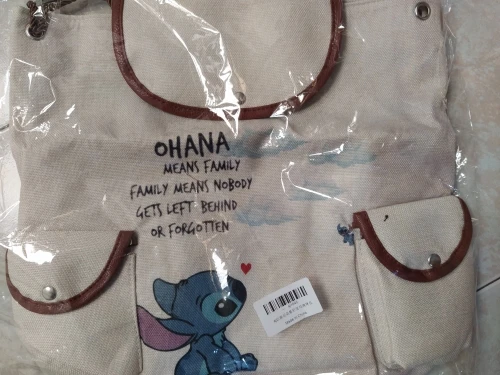 OHANA
MEANS FAMILY
FAMILY MEANS NOBODY
GETS LEFT BEHIND
OR FORGOTTEN